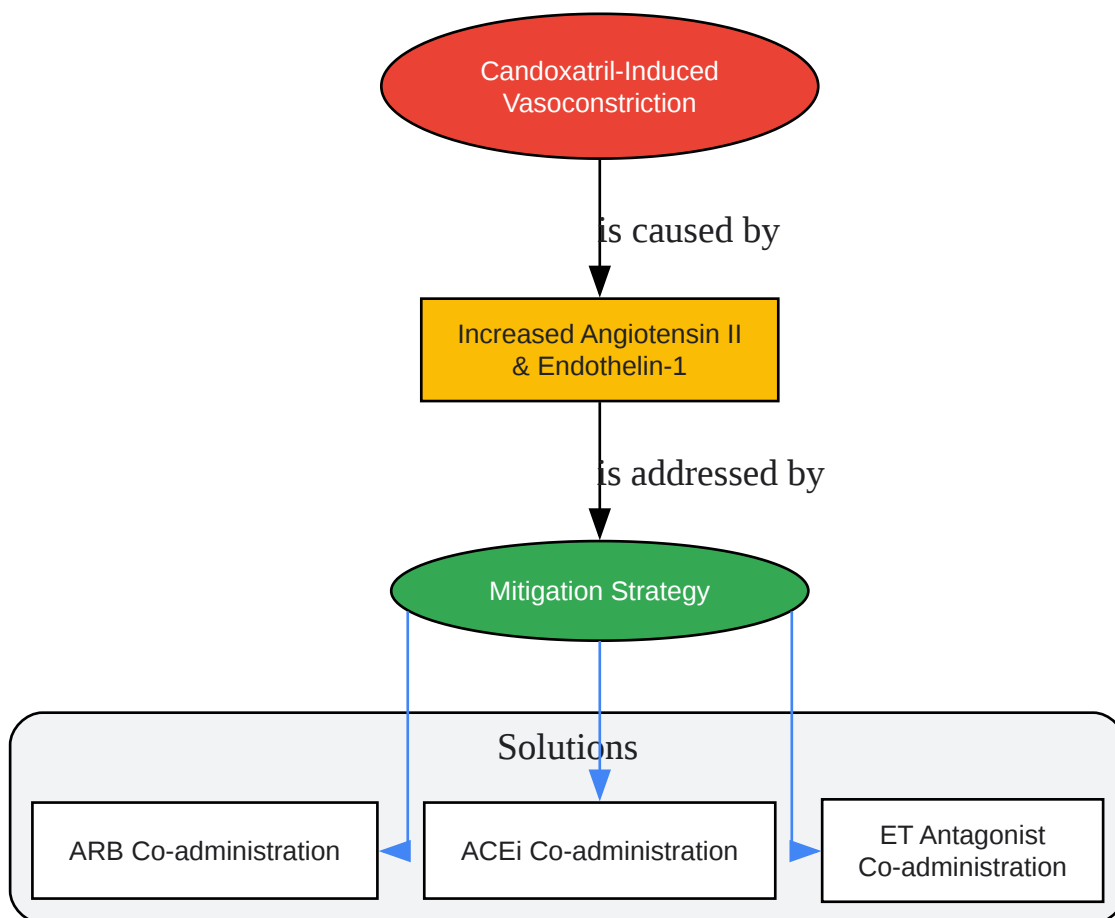 Candoxatril-Induced
Vasoconstriction
is caused by
Increased Angiotensin II
& Endothelin-1
is addressed by
Mitigation Strategy
Solutions
ARB Co-administration
ACEi Co-administration
ET Antagonist
Co-administration